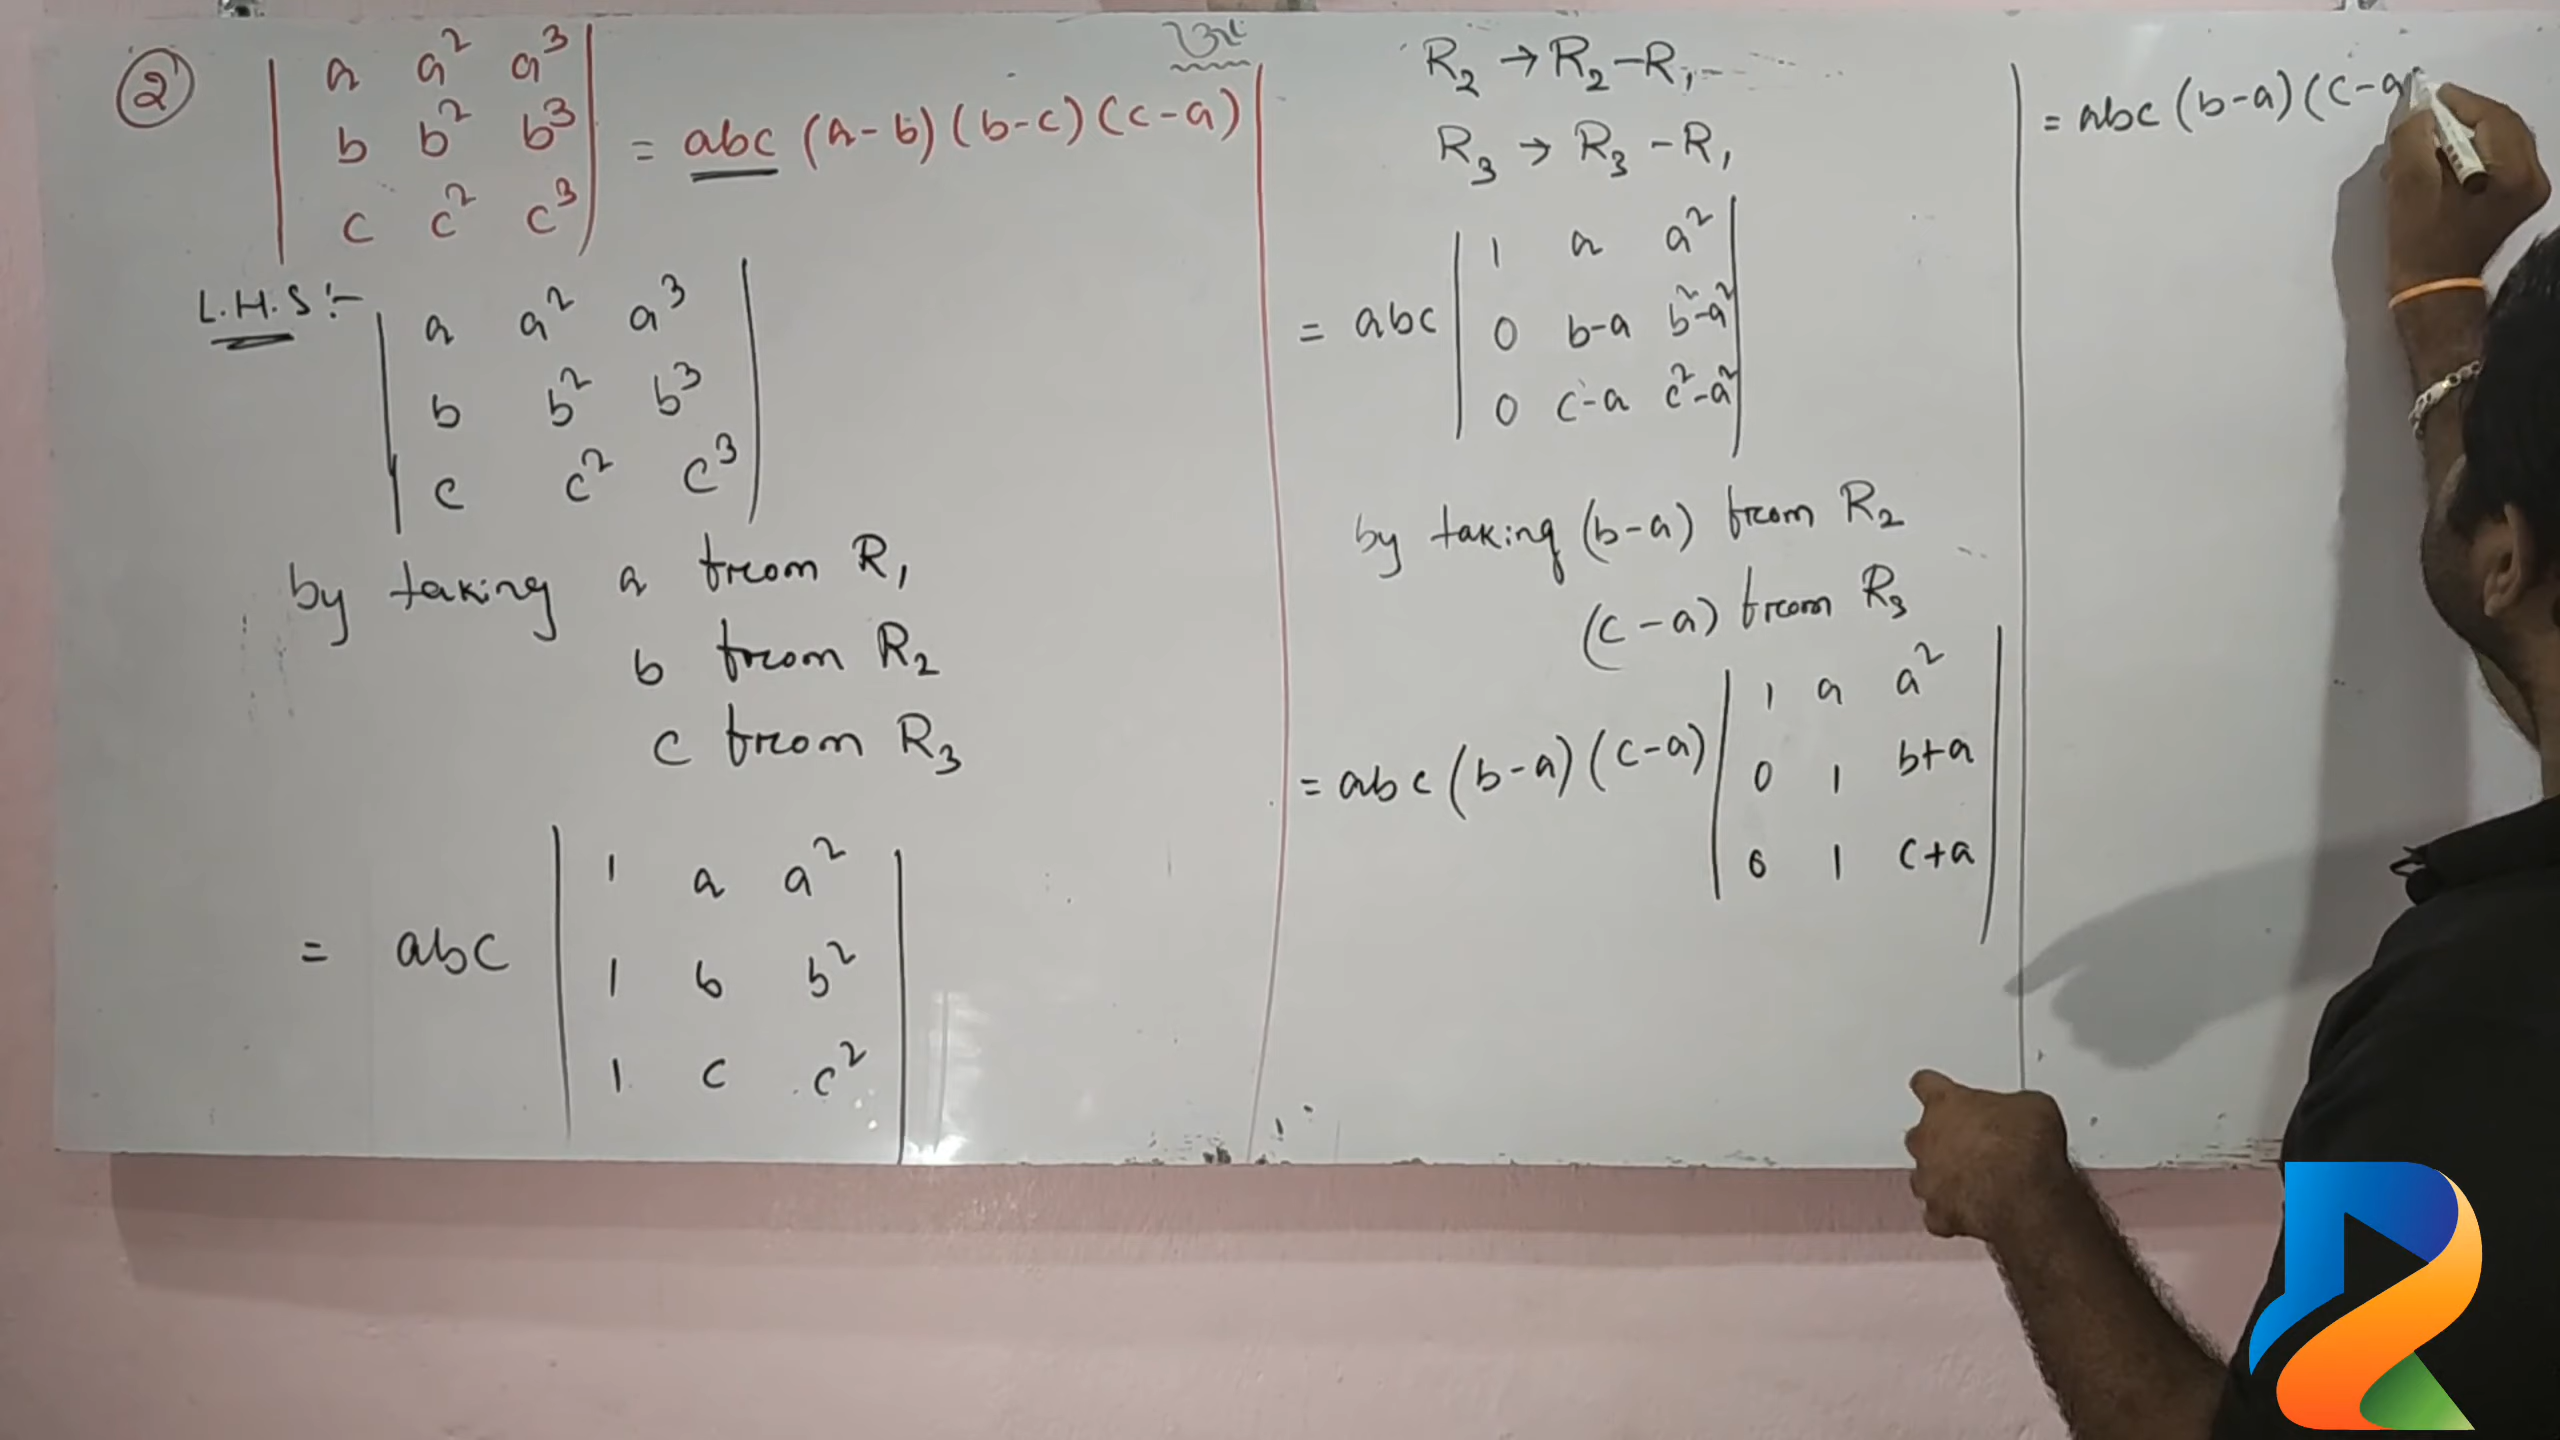 ② | a a² a³ |
| b b² b³ | = abc (a-b)(b-c)(c-a)
| c c² c³ |
L.H.S :-
| a a² a³ |
| b b² b³ |
| c c² c³ |
by taking a from R₁
b from R₂
c from R₃
= abc | 1 a a² |
| 1 b b² |
| 1 c c² |
R₂ → R₂ - R₁
R₃ → R₃ - R₁
= abc | 1 a a² |
| 0 b-a b²-a² |
| 0 c-a c²-a² |
by taking (b-a) from R₂
(c-a) from R₃
= abc (b-a)(c-a) | 1 a a² |
| 0 1 b+a |
| 0 1 c+a |
= abc (b-a)(c-a